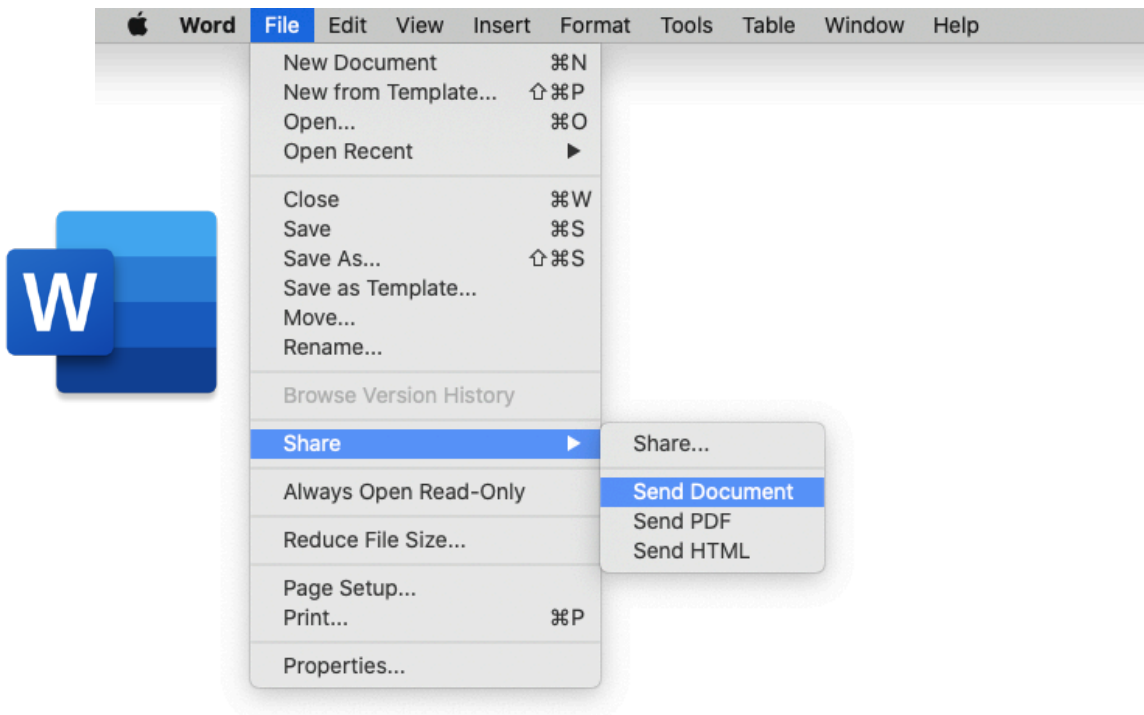 Word File Edit View Insert Format Tools Table Window Help
New Document ⌘N
New from Template... ⇧⌘P
Open... ⌘O
Open Recent ▶
Close ⌘W
Save ⌘S
Save As... ⇧⌘S
Save as Template...
Move...
Rename...
Browse Version History
Share ▶
Share...
Send Document
Send PDF
Send HTML
Always Open Read-Only
Reduce File Size...
Page Setup...
Print... ⌘P
Properties...
W